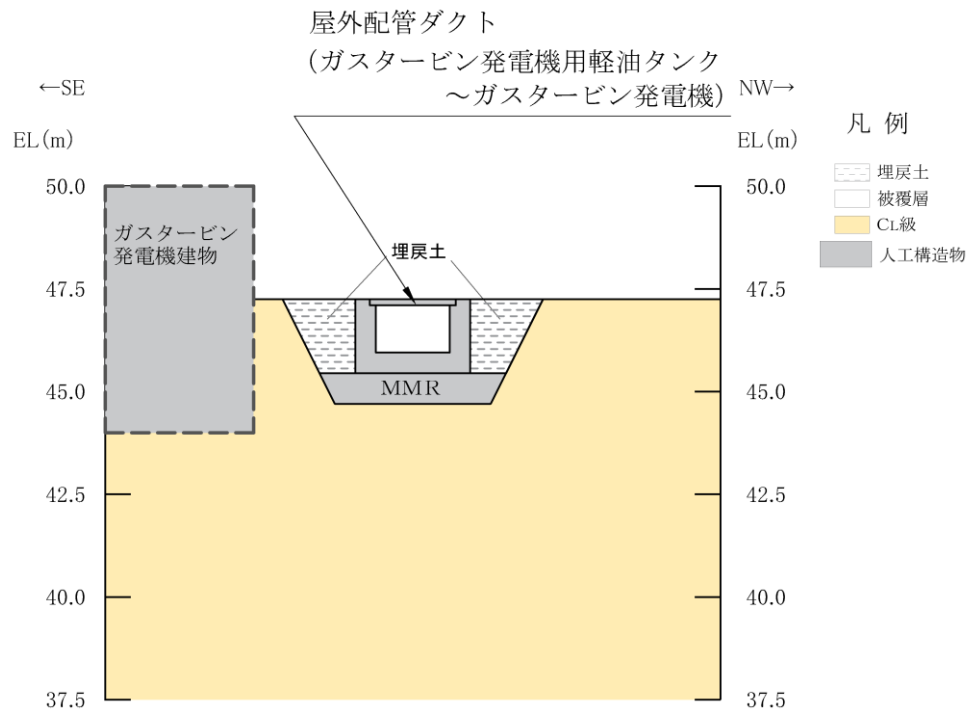 屋外配管ダクト
(ガスタービン発電機用軽油タンク
～ガスタービン発電機)
←SE
NW→
EL(m)
EL(m)
凡 例
埋戻土
被覆層
CL級
人工構造物
50.0
50.0
ガスタービン
発電機建物
埋戻土
47.5
47.5
45.0
MMR
45.0
42.5
42.5
40.0
40.0
37.5
37.5